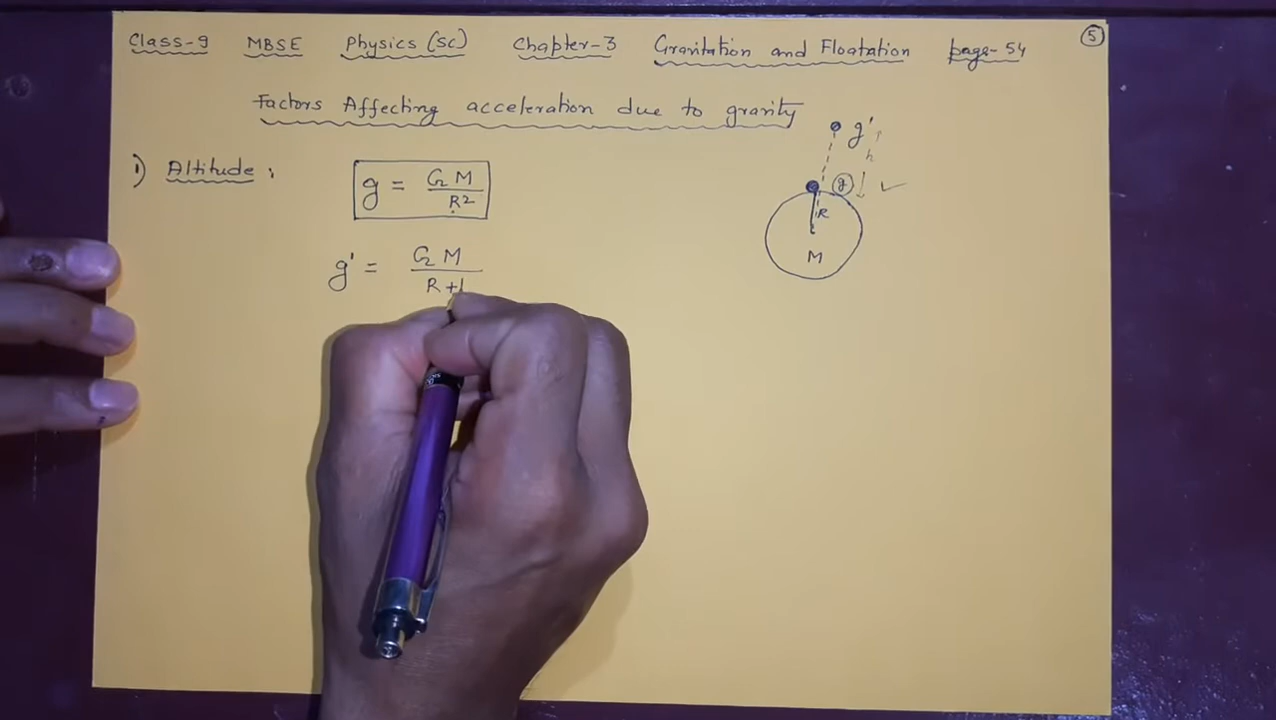 5
Class-9 MBSE Physics (SC) Chapter-3 Gravitation and Floatation page-54
Factors Affecting acceleration due to gravity
1) Altitude :
g = GM / R²
g' = GM / R+
g'
h
g
R
M